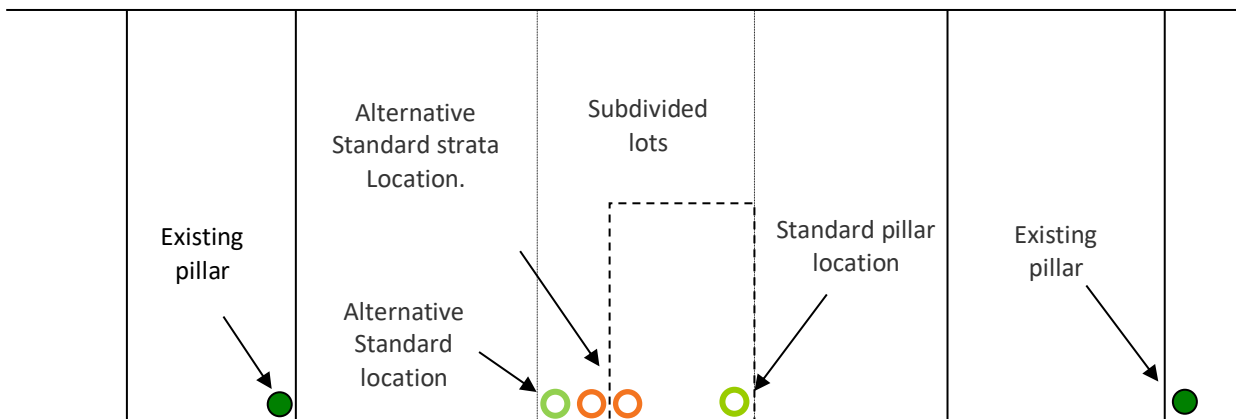 Alternative
Standard strata
Location.
Subdivided
lots
Existing
pillar
Standard pillar
location
Existing
pillar
Alternative
Standard
location